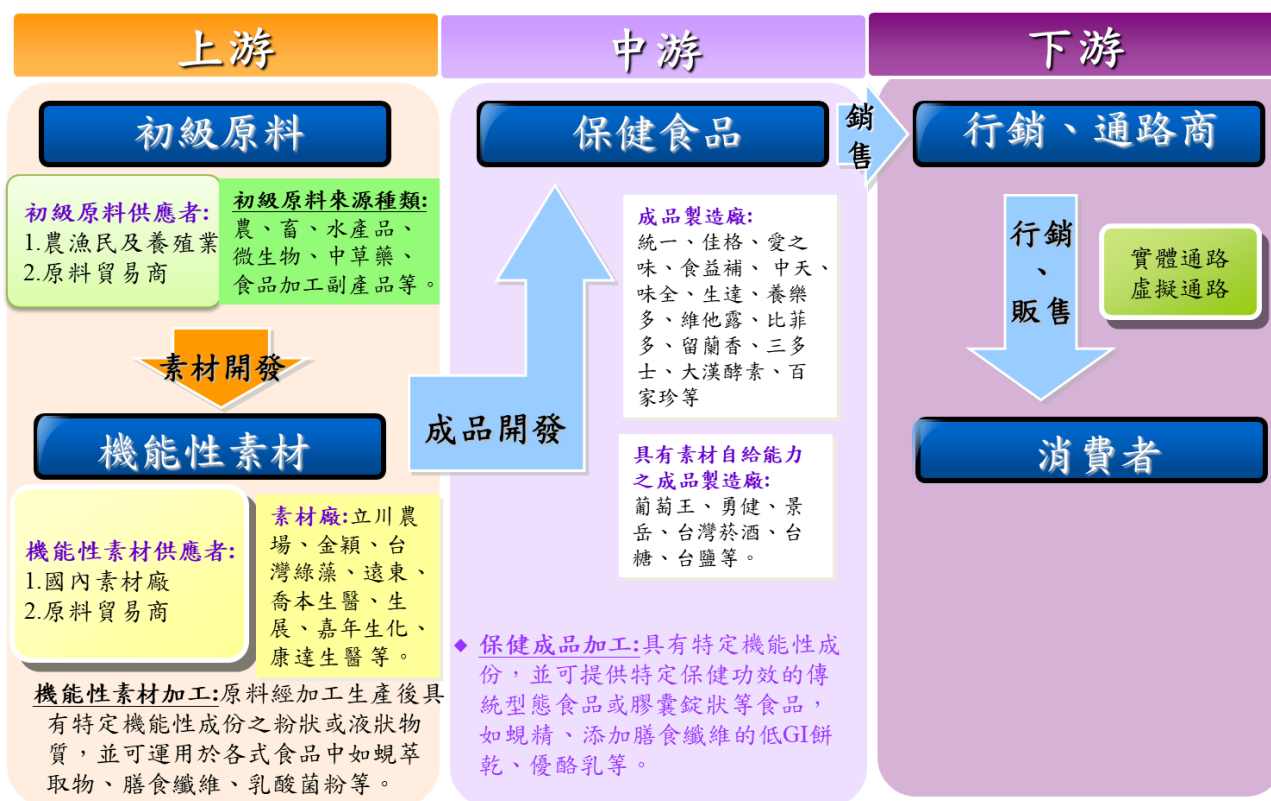 上游
初級原料
初級原料供應者:
1.農漁民及養殖業
2.原料貿易商
初級原料來源種類:
農、畜、水產品、
微生物、中草藥、
食品加工副產品等。
素材開發
機能性素材
機能性素材供應者:
1.國內素材廠
2.原料貿易商
素材廠:立川農
場、金穎、台
灣綠藻、遠東、
喬本生醫、生
展、嘉年生化、
康達生醫等。
機能性素材加工:原料經加工生產後具
有特定機能性成份之粉狀或液狀物
質，並可運用於各式食品中如蜆萃
取物、膳食纖維、乳酸菌粉等。
成品開發
中游
保健食品
成品製造廠:
統一、佳格、愛之
味、食益補、中天、
味全、生達、養樂
多、維他露、比菲
多、留蘭香、三多
士、大漢酵素、百
家珍等
具有素材自給能力
之成品製造廠:
葡萄王、勇健、景
岳、台灣菸酒、台
糖、台鹽等。
◆ 保健成品加工:具有特定機能性成
份，並可提供特定保健功效的傳
統型態食品或膠囊錠狀等食品，
如蜆精、添加膳食纖維的低GI餅
乾、優酪乳等。
銷
售
下游
行銷、通路商
行銷
、
販售
實體通路
虛擬通路
消費者